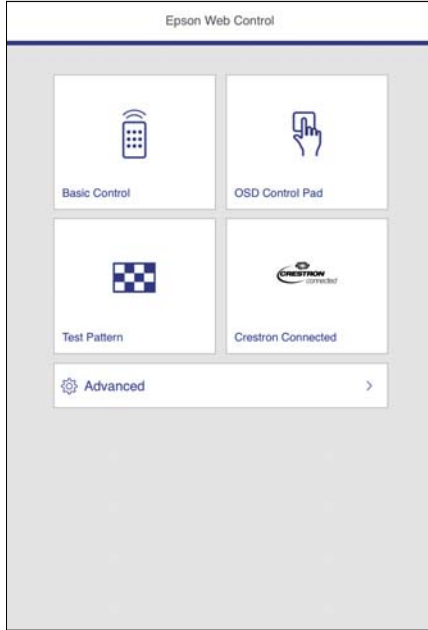 Epson Web Control
Basic Control
OSD Control Pad
CRESTRON
connected
Test Pattern
Crestron Connected
Advanced